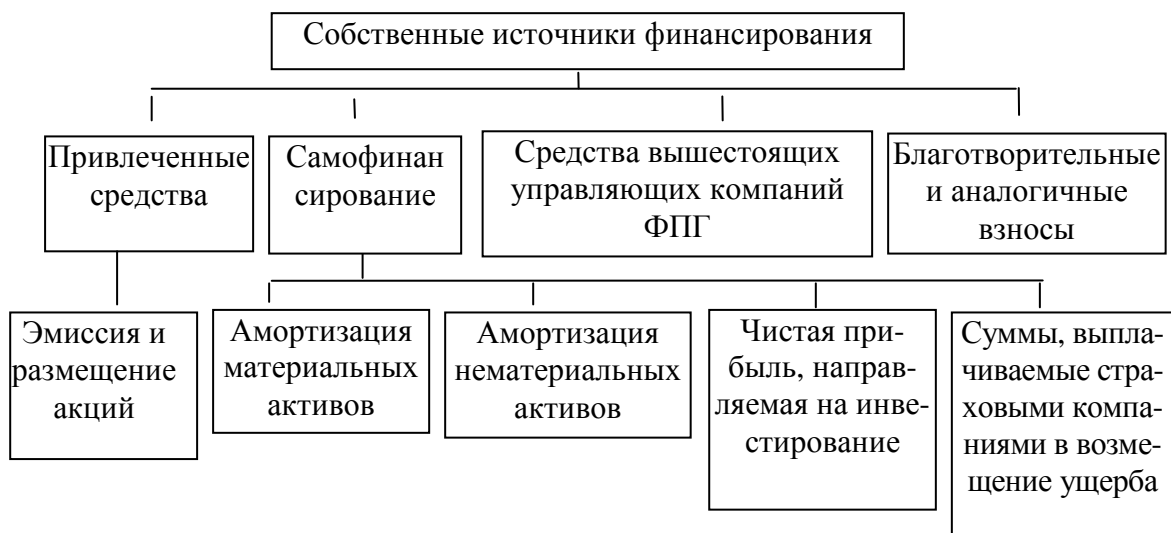 Собственные источники финансирования
Привлеченные
средства
Самофинан
сирование
Средства вышестоящих
управляющих компаний
ФПГ
Благотворительные
и аналогичные
взносы
Эмиссия и
размещение
акций
Амортизация
материальных
активов
Амортизация
нематериальных
активов
Чистая при-
быль, направ-
ляемая на инве-
стирование
Суммы, выпла-
чиваемые стра-
ховыми компа-
ниями в возме-
щение ущерба